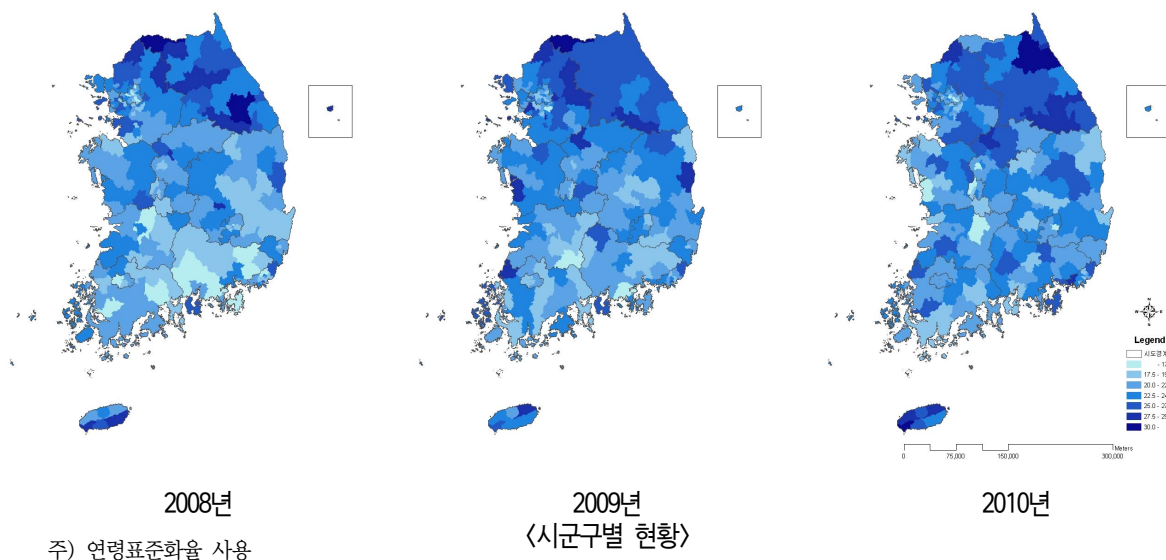 2008년
2009년
2010년
〈시군구별 현황〉
주) 연령표준화율 사용
N
W
E
S
Legend
17.5 - 
20.0 - 
22.5 - 
25.0 - 
27.5 - 
30.0 -
Meters
0 75,000 150,000 300,000